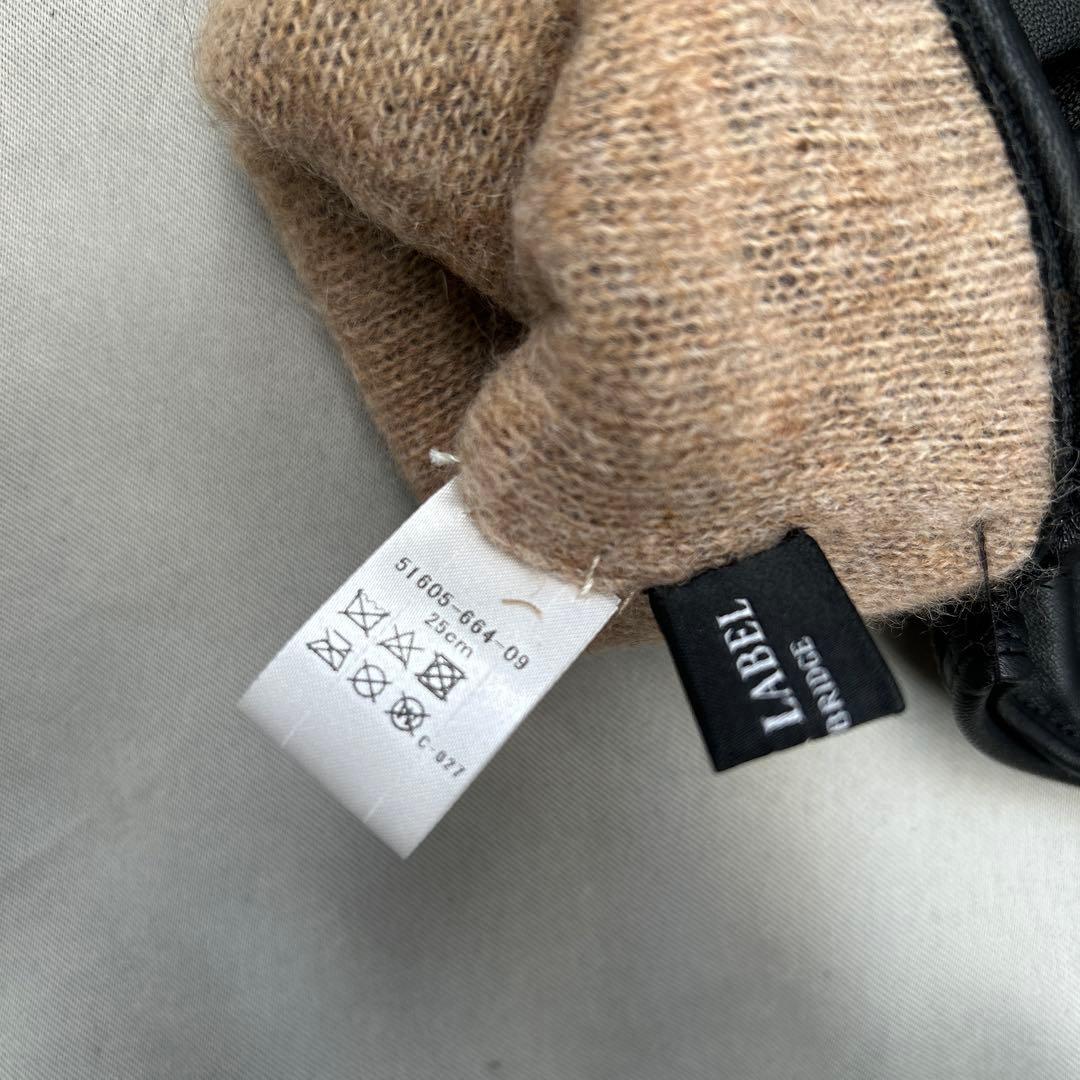 51605-664-09
25cm
C-027
LABEL
BRIDGE